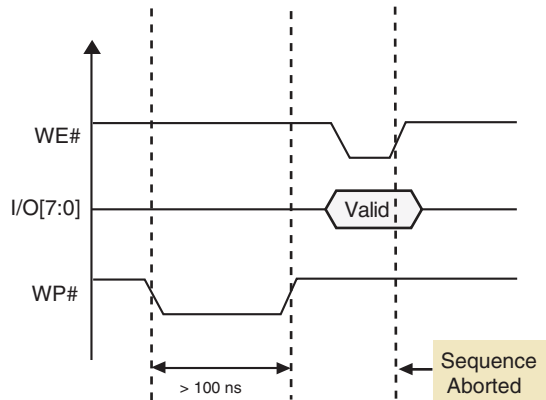 WE#
I/O[7:0]
Valid
WP#
> 100 ns
Sequence
Aborted